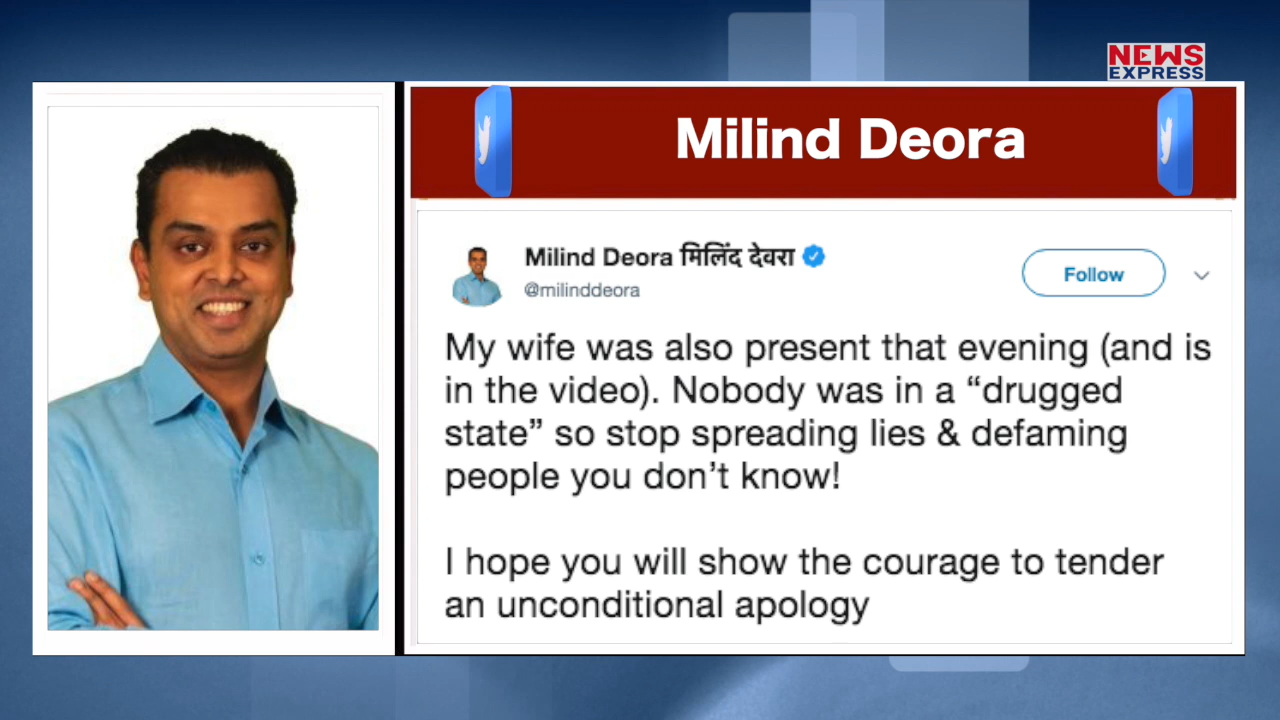 NEWS
EXPRESS
Milind Deora
Milind Deora मिलिंद देवरा
@milinddeora
Follow
My wife was also present that evening (and is
in the video). Nobody was in a “drugged
state” so stop spreading lies & defaming
people you don’t know!
I hope you will show the courage to tender
an unconditional apology